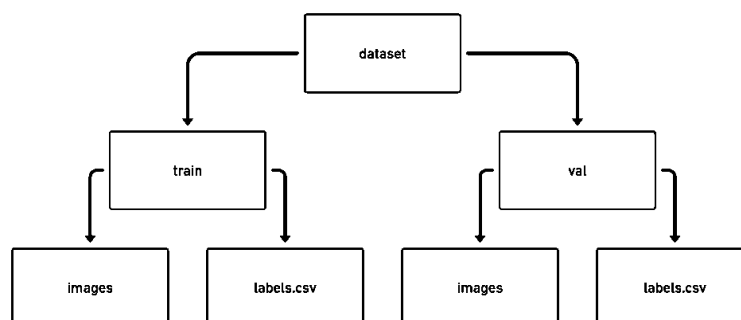 dataset
train
val
images
labels.csv
images
labels.csv